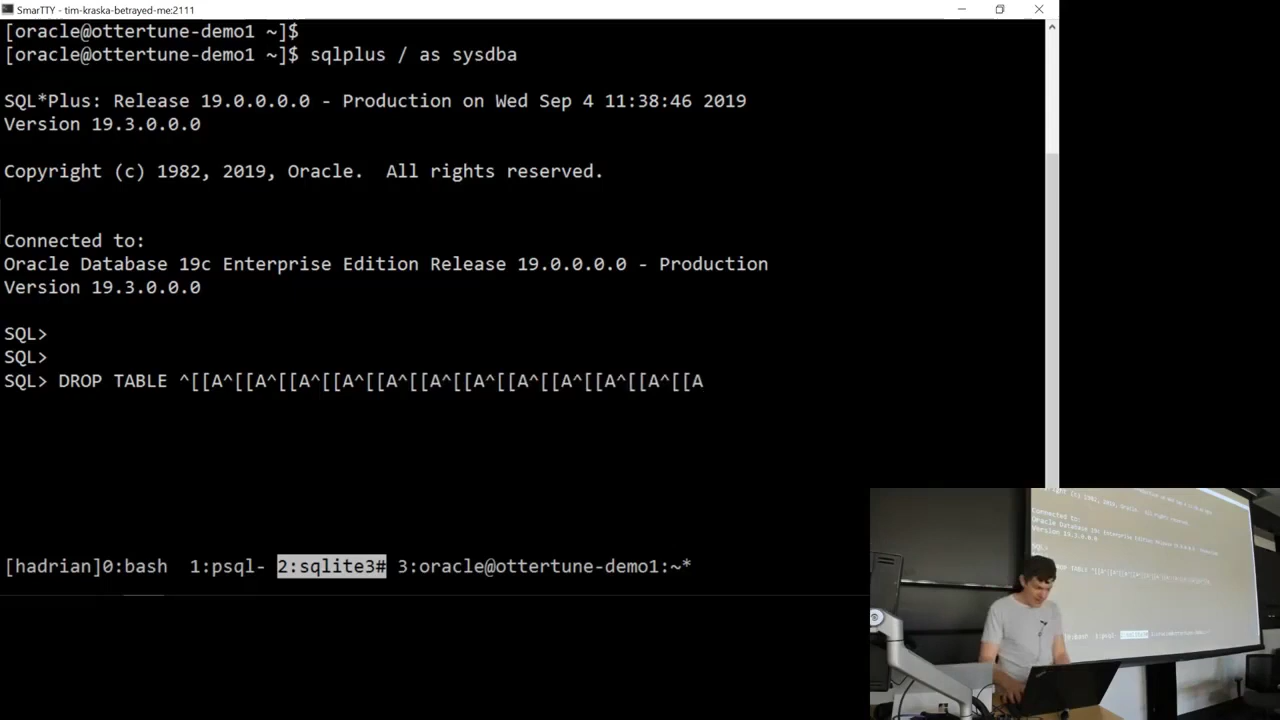 SmarTTY - tim-kraska-betrayed-me:2111
[oracle@ottertune-demo1 ~]$
[oracle@ottertune-demo1 ~]$ sqlplus / as sysdba
SQL*Plus: Release 19.0.0.0.0 - Production on Wed Sep 4 11:38:46 2019
Version 19.3.0.0.0
Copyright (c) 1982, 2019, Oracle.  All rights reserved.
Connected to:
Oracle Database 19c Enterprise Edition Release 19.0.0.0.0 - Production
Version 19.3.0.0.0
SQL>
SQL>
SQL> DROP TABLE ^[[A^[[A^[[A^[[A^[[A^[[A^[[A^[[A^[[A^[[A^[[A^[[A
[hadrian]0:bash  1:psql- 2:sqlite3# 3:oracle@ottertune-demo1:~*